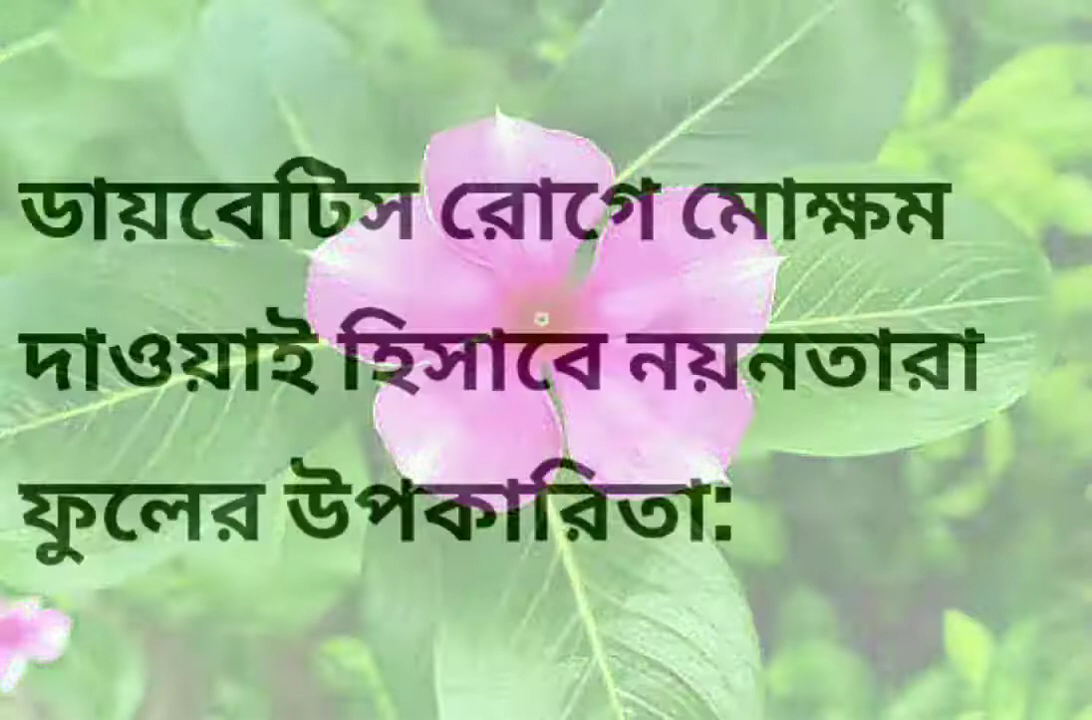 ডায়বেটিস রোগে মোক্ষম
দাওয়াই হিসাবে নয়নতারা
ফুলের উপকারিতা: